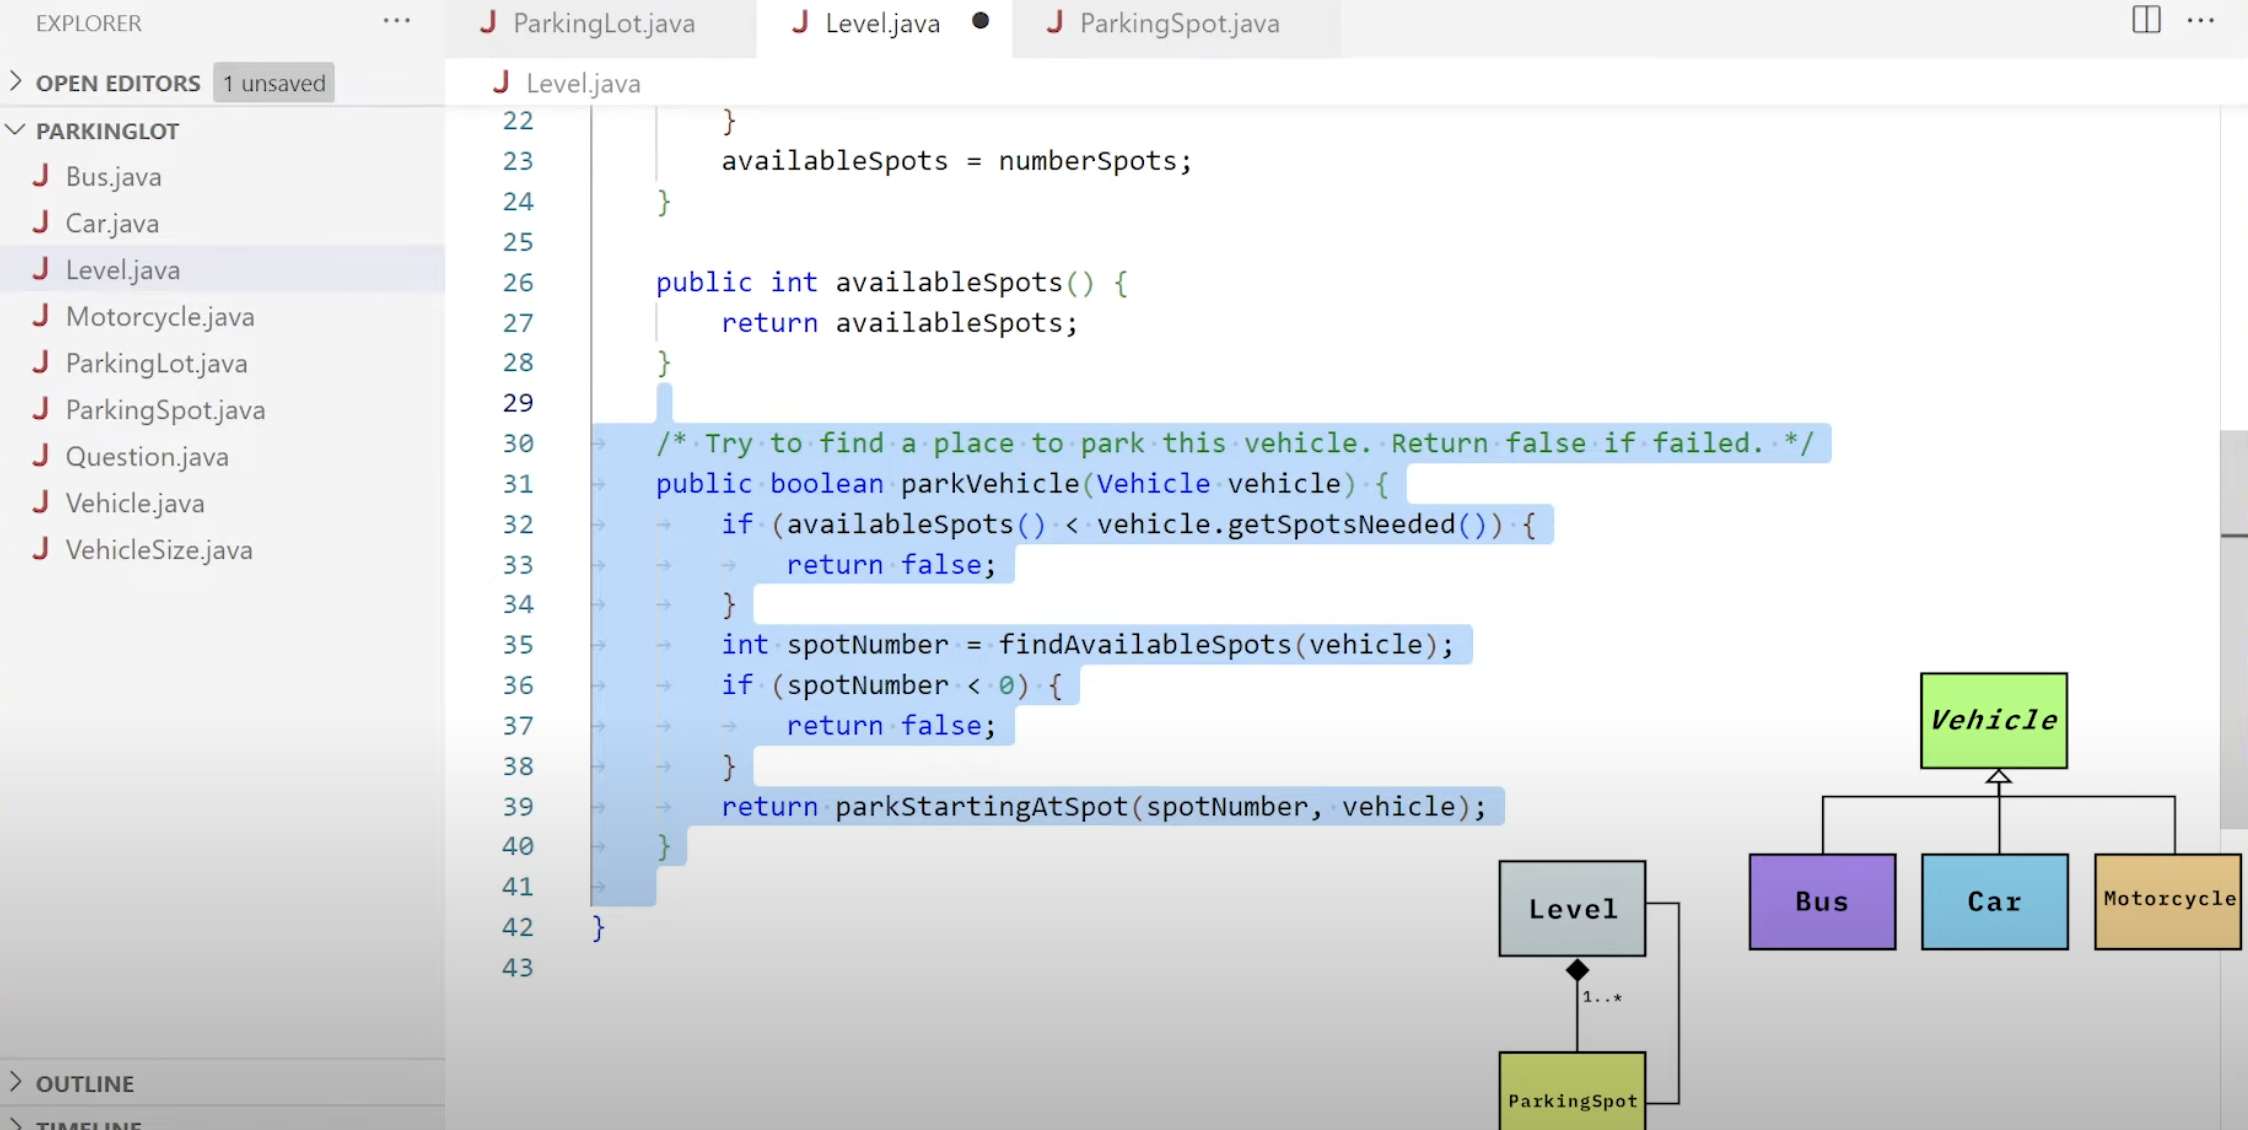 EXPLORER
OPEN EDITORS 1 unsaved
PARKINGLOT
J Bus.java
J Car.java
J Level.java
J Motorcycle.java
J ParkingLot.java
J ParkingSpot.java
J Question.java
J Vehicle.java
J VehicleSize.java
OUTLINE
TIMELINE
J ParkingLot.java J Level.java J ParkingSpot.java
J Level.java
22 }
23 availableSpots = numberSpots;
24 }
25
26 public int availableSpots() {
27 return availableSpots;
28 }
29
30 /* Try to find a place to park this vehicle. Return false if failed. */
31 public boolean parkVehicle(Vehicle vehicle) {
32 if (availableSpots() < vehicle.getSpotsNeeded()) {
33 return false;
34 }
35 int spotNumber = findAvailableSpots(vehicle);
36 if (spotNumber < 0) {
37 return false;
38 }
39 return parkStartingAtSpot(spotNumber, vehicle);
40 }
41
42 }
43
Vehicle
Bus Car Motorcycle
Level
1..*
ParkingSpot